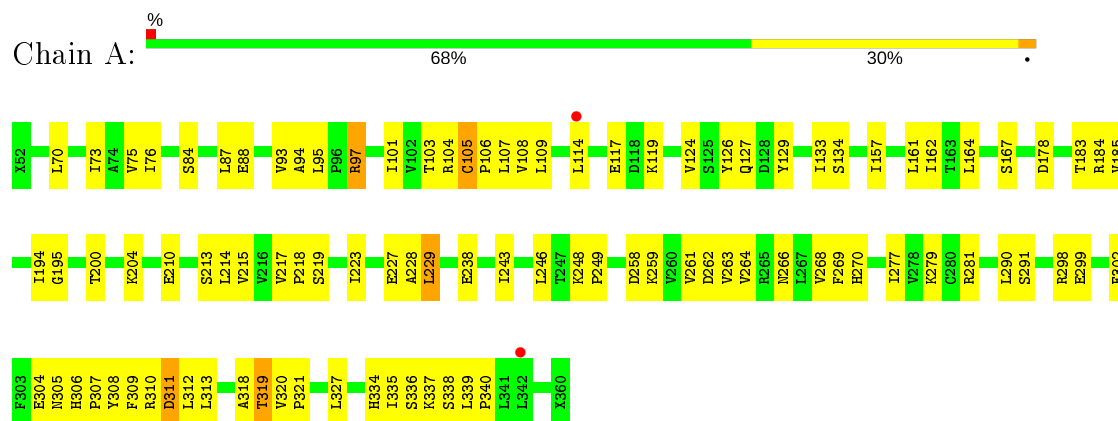 %
Chain A:
68% 30% •
X52 L70 I73 A74 V75 I76 S84 L87 E88 V93 A94 L95 P96 R97 I101 V102 T103 R104 C105 P106 L107 V108 L109 L114 E117 D118 K119 V124 S125 Y126 Q127 D128 Y129 I133 S134 I157 L161 I162 T163 L164 S167 D178 T183 R184 V185
I194 G195 T200 K204 E210 S213 L214 V215 V216 V217 P218 S219 I223 E227 A228 L229 E238 I243 L246 T247 K248 P249 D258 K259 V260 V261 D262 V263 V264 R265 N266 L267 V268 F269 H270 I277 V278 K279 C280 R281 L290 S291 R298 E299
F303 E304 N305 H306 P307 Y308 F309 R310 D311 L312 L313 A318 T319 V320 P321 L327 H334 I335 S336 K337 S338 L339 P340 L341 L342 X360